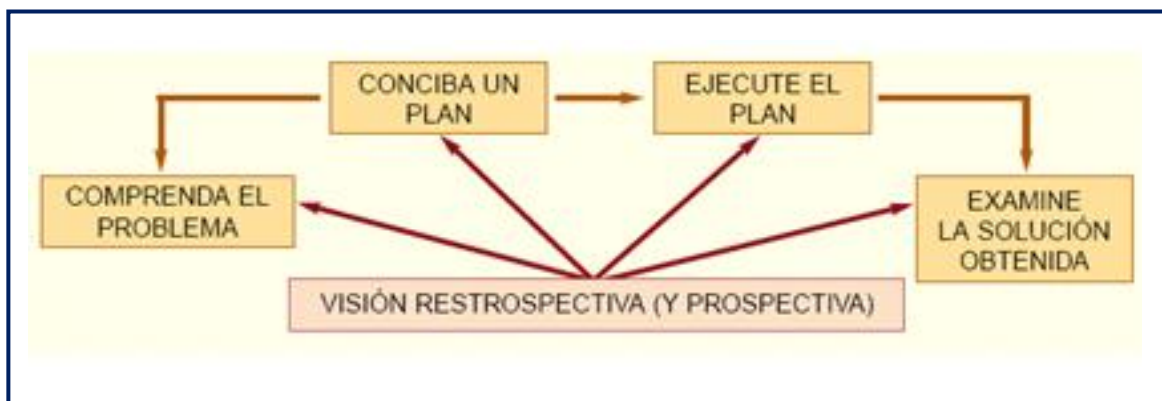 CONCIBA UN
PLAN
EJECUTE EL
PLAN
COMPRENDA EL
PROBLEMA
EXAMINE
LA SOLUCIÓN
OBTENIDA
VISIÓN RESTROSPECTIVA (Y PROSPECTIVA)